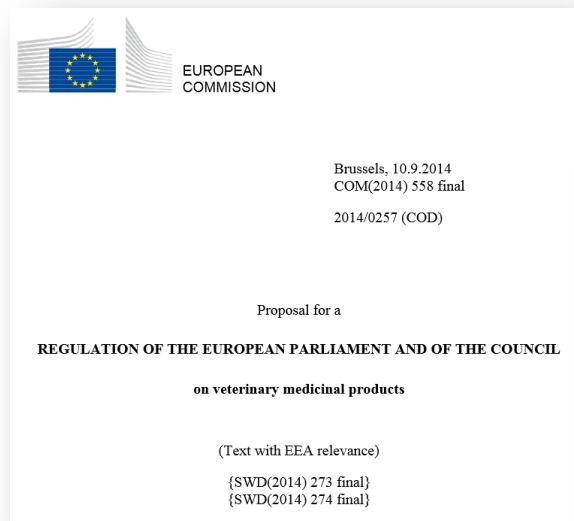 EUROPEAN
COMMISSION
Brussels, 10.9.2014
COM(2014) 558 final
2014/0257 (COD)
Proposal for a
REGULATION OF THE EUROPEAN PARLIAMENT AND OF THE COUNCIL
on veterinary medicinal products
(Text with EEA relevance)
{SWD(2014) 273 final}
{SWD(2014) 274 final}